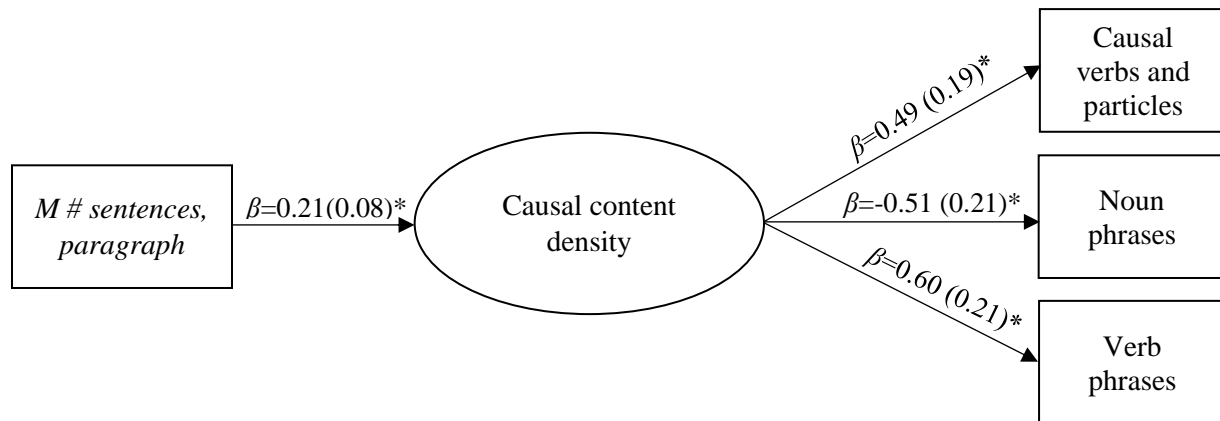 M # sentences,
paragraph
β=0.21(0.08)*
Causal content
density
β=0.49 (0.19)*
β=-0.51 (0.21)*
β=0.60 (0.21)*
Causal
verbs and
particles
Noun
phrases
Verb
phrases